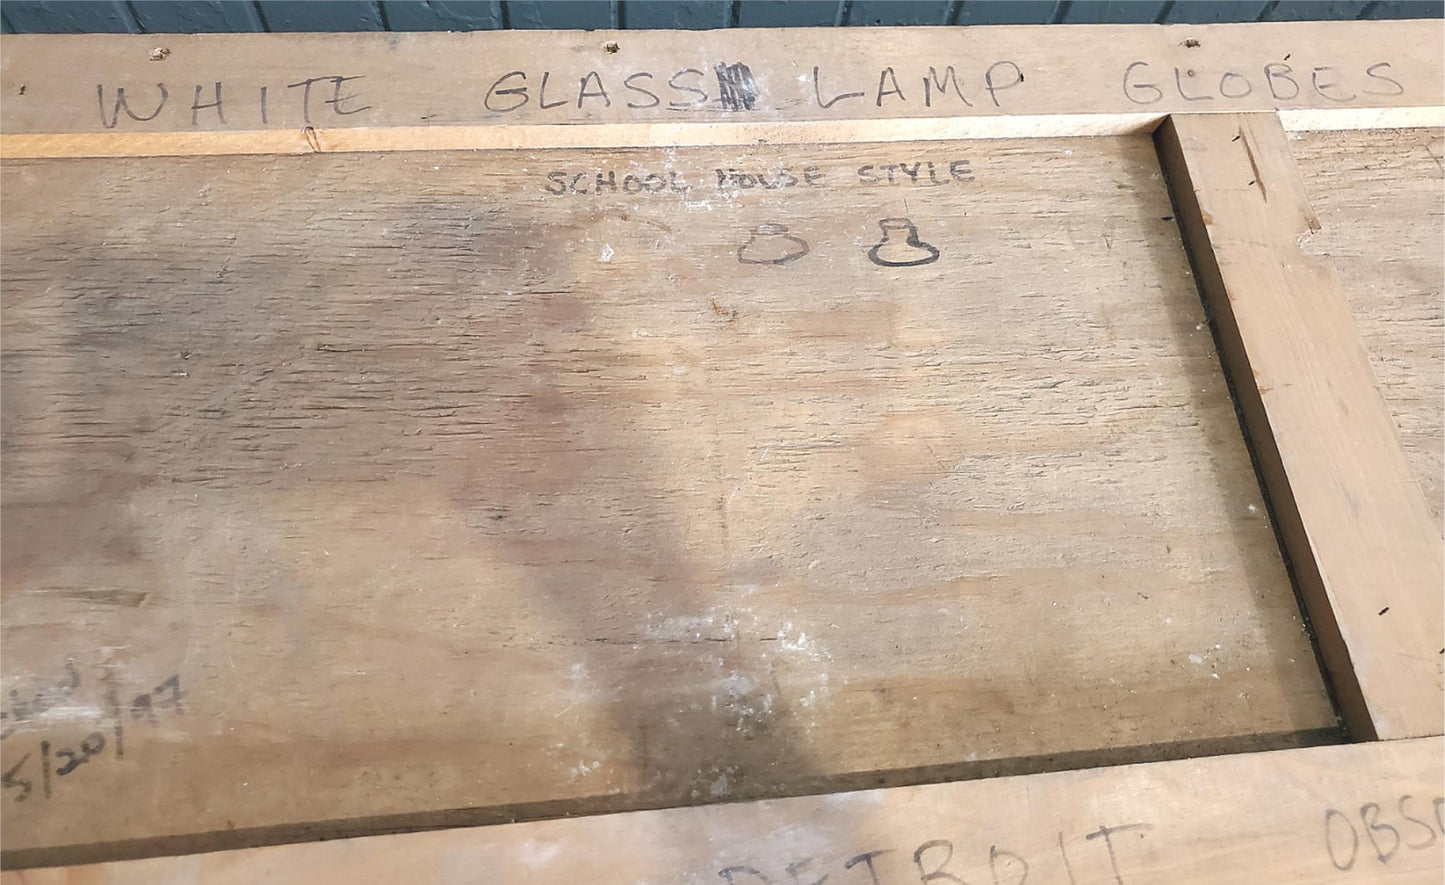 WHITE GLASS LAMP GLOBES
SCHOOL HOUSE STYLE
5/20/97
DETROIT